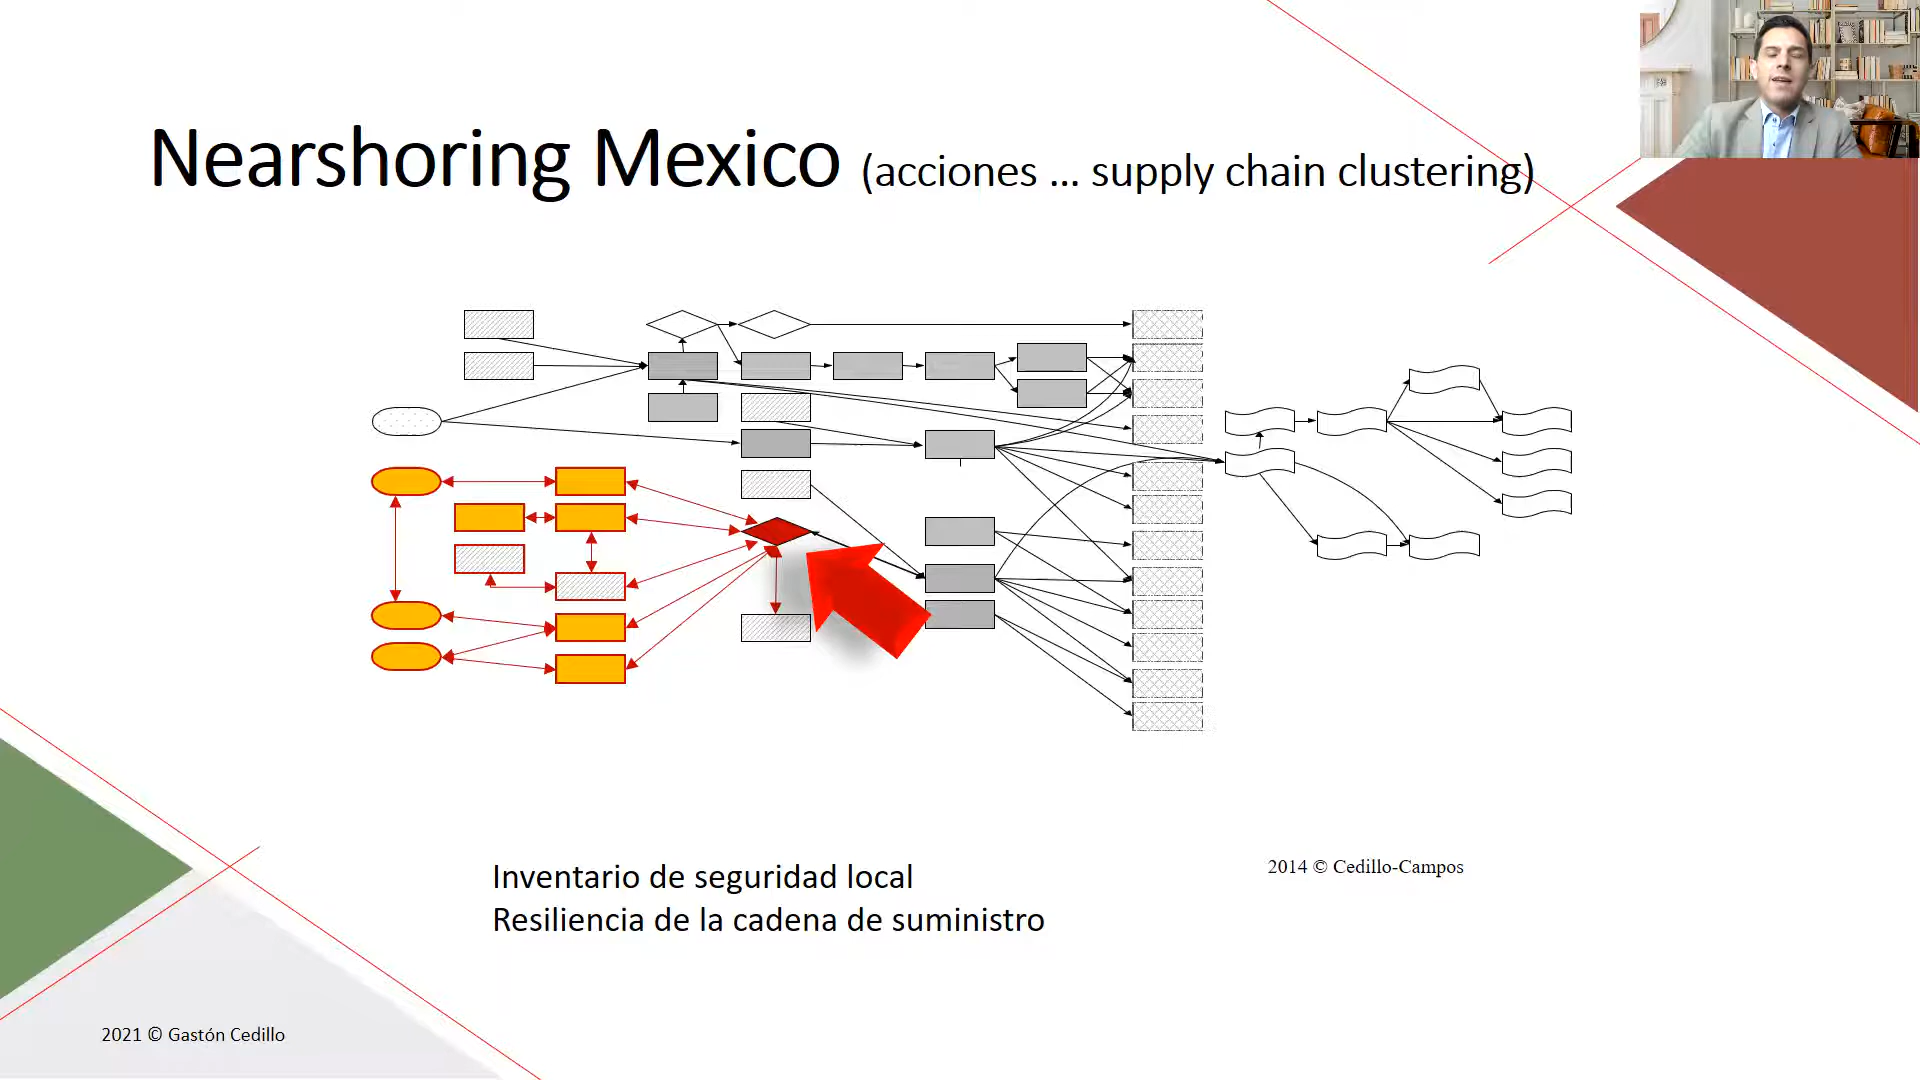 Nearshoring Mexico (acciones ... supply chain clustering)
Inventario de seguridad local
Resiliencia de la cadena de suministro
2014 © Cedillo-Campos
2021 © Gastón Cedillo